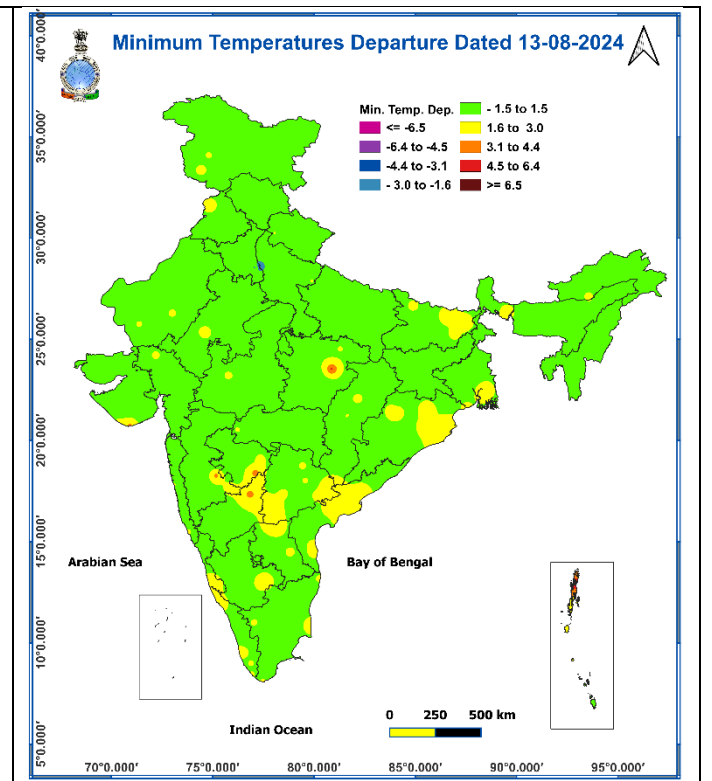 Minimum Temperatures Departure Dated 13-08-2024
Min. Temp. Dep.
<= -6.5
-6.4 to -4.5
-4.4 to -3.1
- 3.0 to -1.6
- 1.5 to 1.5
1.6 to 3.0
3.1 to 4.4
4.5 to 6.4
>= 6.5
40°0.000'
35°0.000'
30°0.000'
25°0.000'
20°0.000'
15°0.000'
10°0.000'
5°0.000'
Arabian Sea
Bay of Bengal
Indian Ocean
0 250 500 km
70°0.000' 75°0.000' 80°0.000' 85°0.000' 90°0.000' 95°0.000'